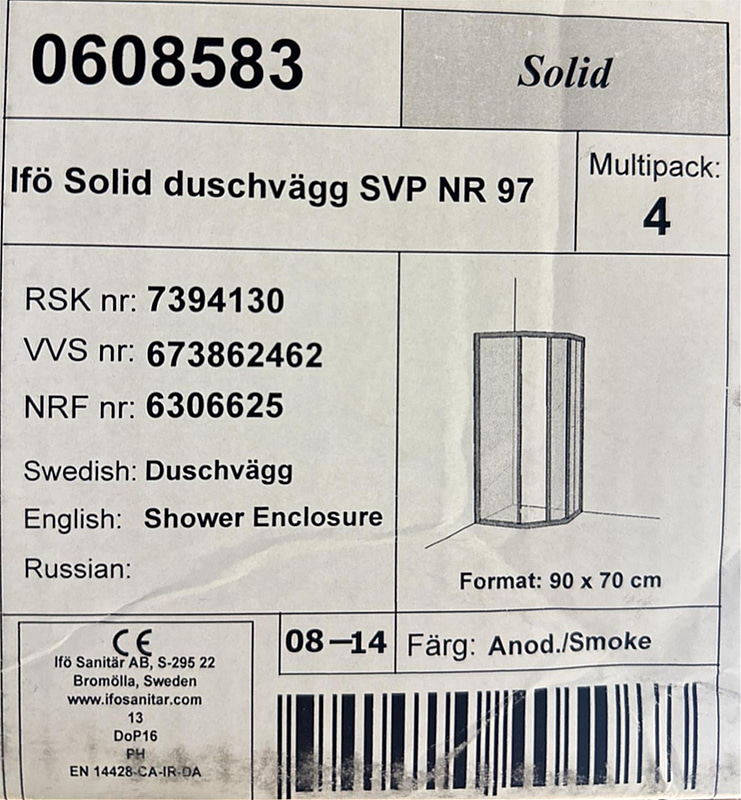 0608583
Solid
Ifö Solid duschvägg SVP NR 97
Multipack:
4
RSK nr: 7394130
VVS nr: 673862462
NRF nr: 6306625
Swedish: Duschvägg
English: Shower Enclosure
Russian:
Format: 90 x 70 cm
CE
Ifö Sanitär AB, S-295 22
Bromölla, Sweden
www.ifosanitar.com
13
DoP16
PH
EN 14428-CA-IR-DA
08–14
Färg: Anod./Smoke